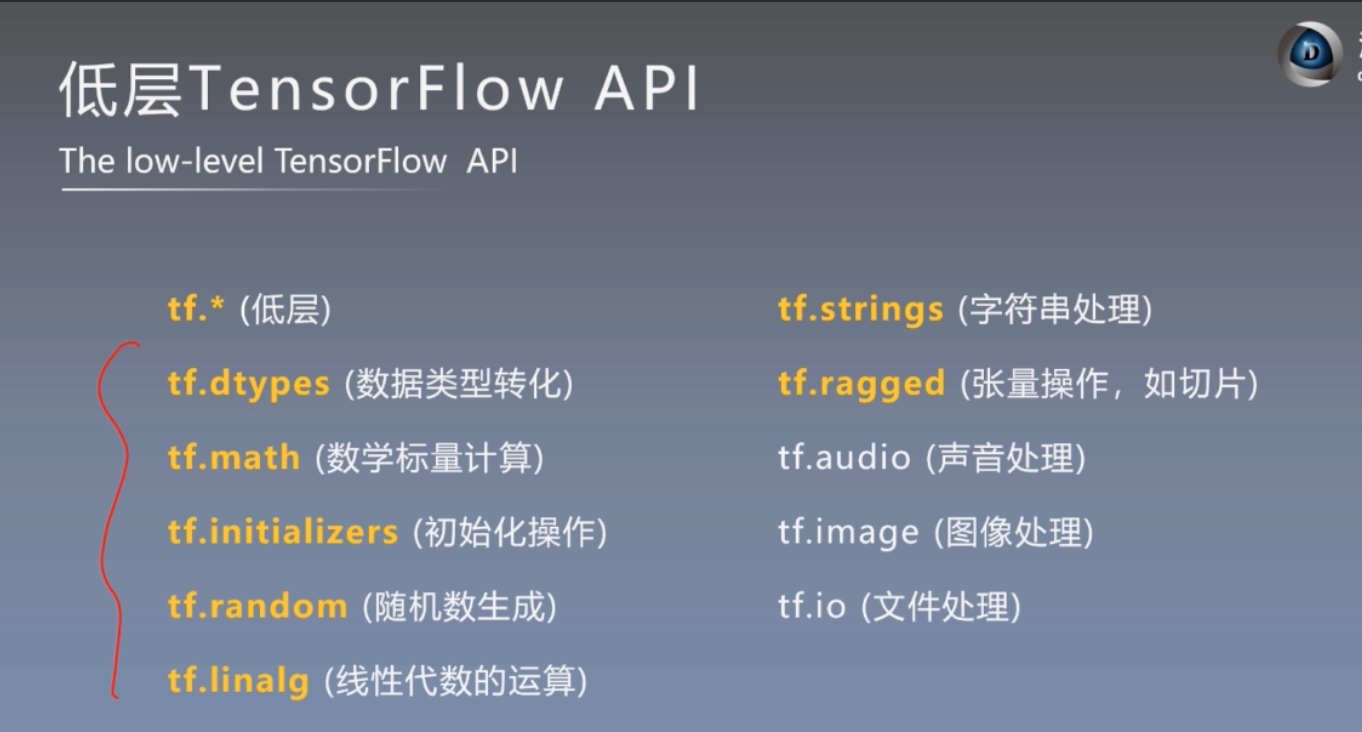 低层TensorFlow API
The low-level TensorFlow API
tf.* (低层)
tf.dtypes (数据类型转化)
tf.math (数学标量计算)
tf.initializers (初始化操作)
tf.random (随机数生成)
tf.linalg (线性代数的运算)
tf.strings (字符串处理)
tf.ragged (张量操作，如切片)
tf.audio (声音处理)
tf.image (图像处理)
tf.io (文件处理)
D